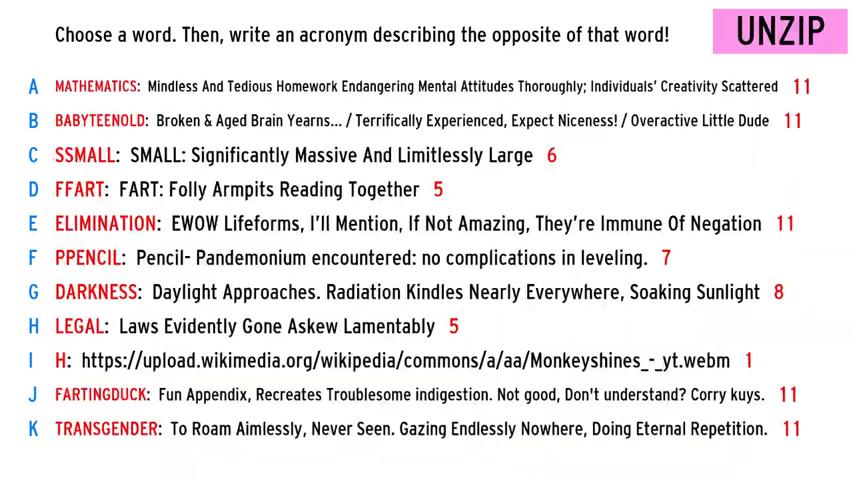 Choose a word. Then, write an acronym describing the opposite of that word! UNZIP
A MATHEMATICS: Mindless And Tedious Homework Endangering Mental Attitudes Thoroughly; Individuals' Creativity Scattered 11
B BABYTEENOLD: Broken & Aged Brain Yearns... / Terrifically Experienced, Expect Niceness! / Overactive Little Dude 11
C SSMALL: SMALL: Significantly Massive And Limitlessly Large 6
D FFART: FART: Folly Armpits Reading Together 5
E ELIMINATION: EWOW Lifeforms, I'll Mention, If Not Amazing, They're Immune Of Negation 11
F PPENCIL: Pencil- Pandemonium encountered: no complications in leveling. 7
G DARKNESS: Daylight Approaches. Radiation Kindles Nearly Everywhere, Soaking Sunlight 8
H LEGAL: Laws Evidently Gone Askew Lamentably 5
I H: https://upload.wikimedia.org/wikipedia/commons/a/aa/Monkeyshines_-_yt.webm 1
J FARTINGDUCK: Fun Appendix, Recreates Troublesome indigestion. Not good, Don't understand? Corry kuys. 11
K TRANSGENDER: To Roam Aimlessly, Never Seen. Gazing Endlessly Nowhere, Doing Eternal Repetition. 11